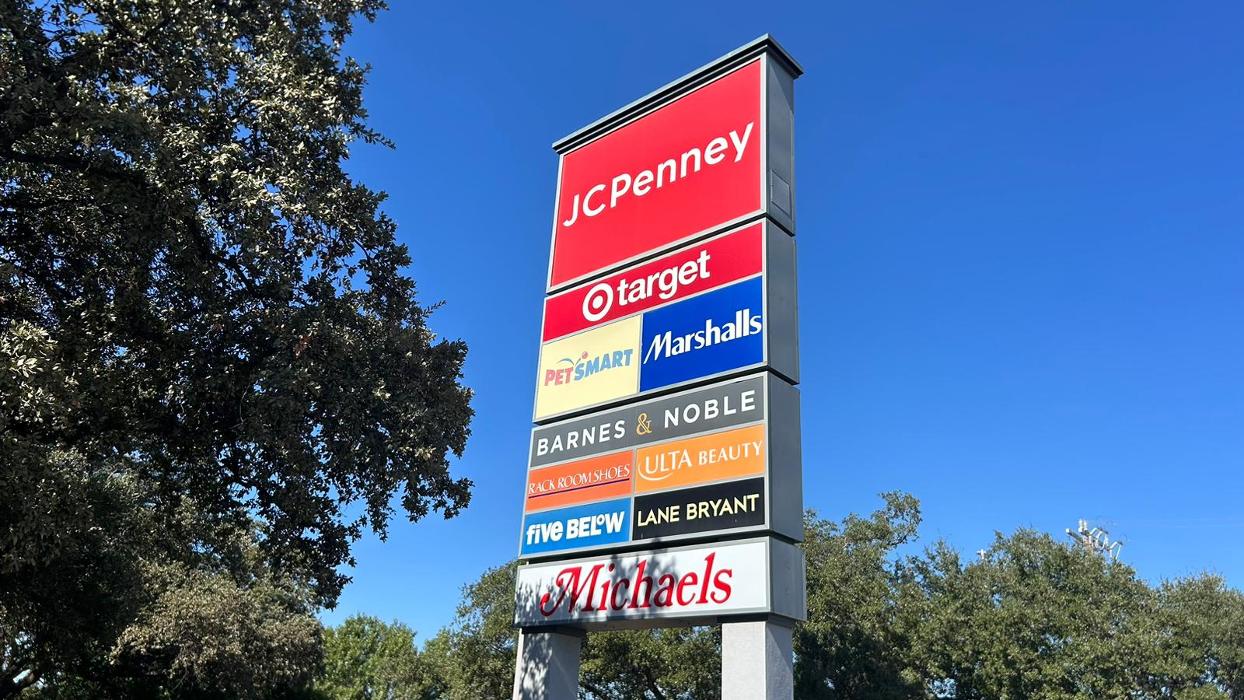 JCPenney
target
PETSMART
Marshalls
BARNES & NOBLE
RACK ROOM SHOES
ULTA BEAUTY
five BELOW
LANE BRYANT
Michaels